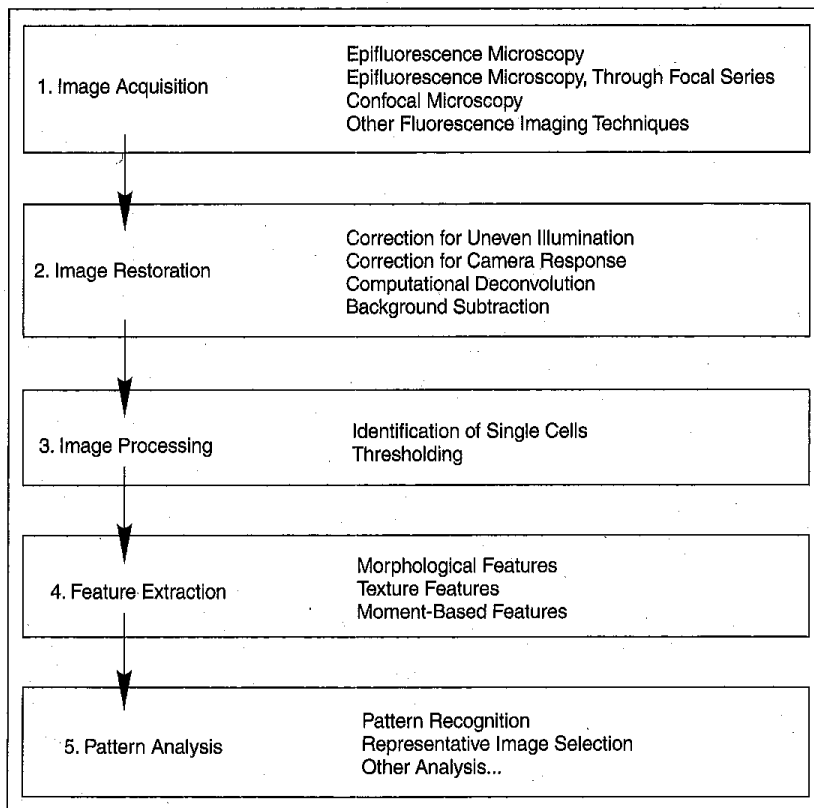 1. Image Acquisition
Epifluorescence Microscopy
Epifluorescence Microscopy, Through Focal Series
Confocal Microscopy
Other Fluorescence Imaging Techniques
2. Image Restoration
Correction for Uneven Illumination
Correction for Camera Response
Computational Deconvolution
Background Subtraction
3. Image Processing
Identification of Single Cells
Thresholding
4. Feature Extraction
Morphological Features
Texture Features
Moment-Based Features
5. Pattern Analysis
Pattern Recognition
Representative Image Selection
Other Analysis...